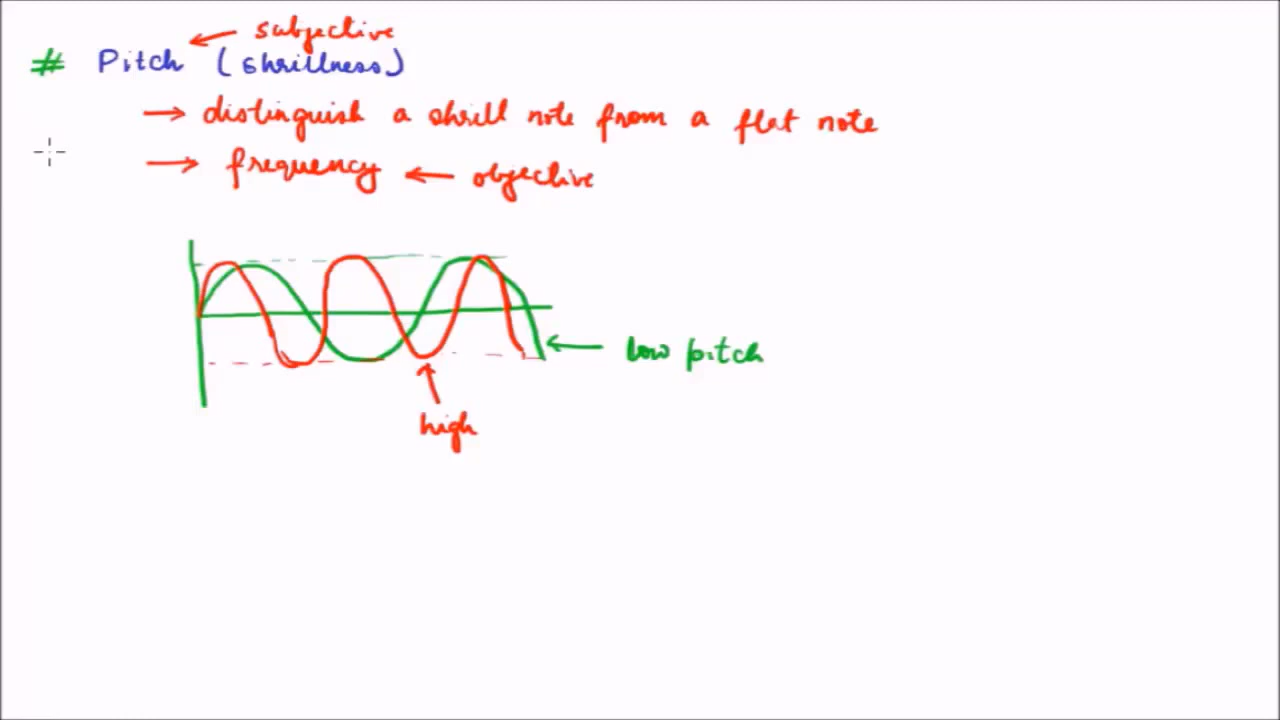 subjective
# Pitch (shrillness)
→ distinguish a shrill note from a flat note
→ frequency ← objective
low pitch
high